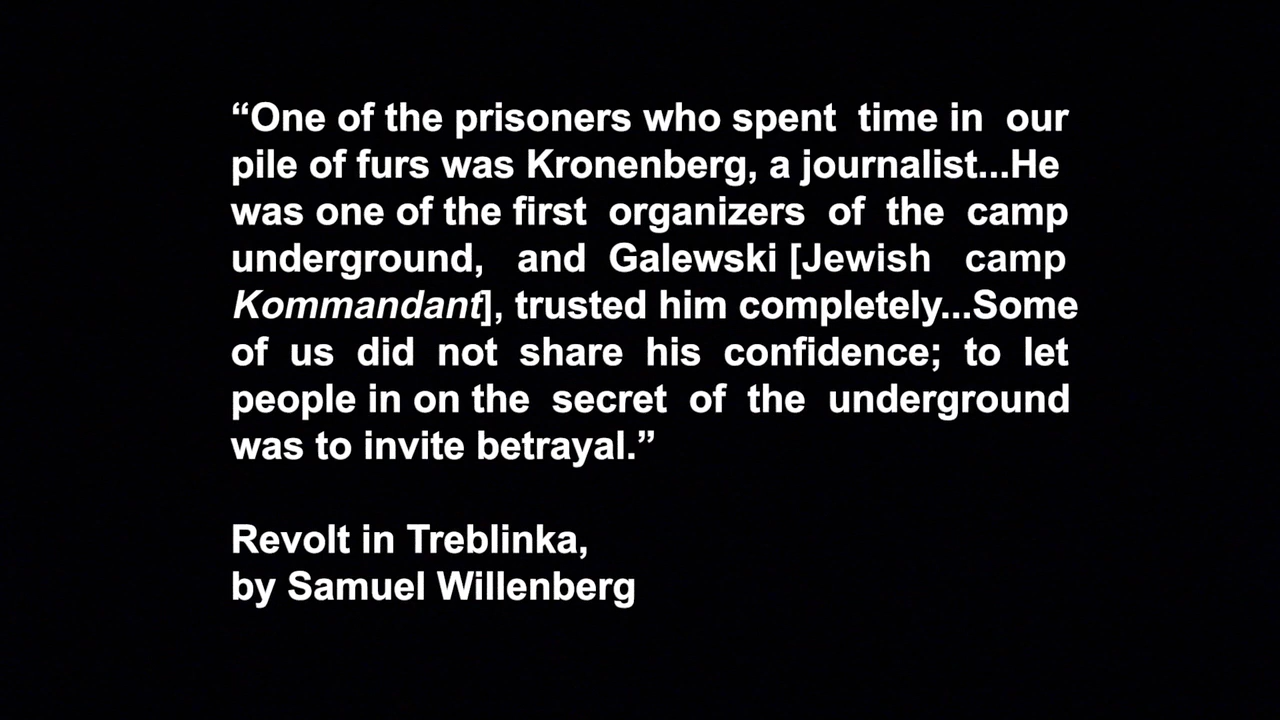 “One of the prisoners who spent time in our
pile of furs was Kronenberg, a journalist...He
was one of the first organizers of the camp
underground, and Galewski [Jewish camp
Kommandant], trusted him completely...Some
of us did not share his confidence; to let
people in on the secret of the underground
was to invite betrayal.”
Revolt in Treblinka,
by Samuel Willenberg